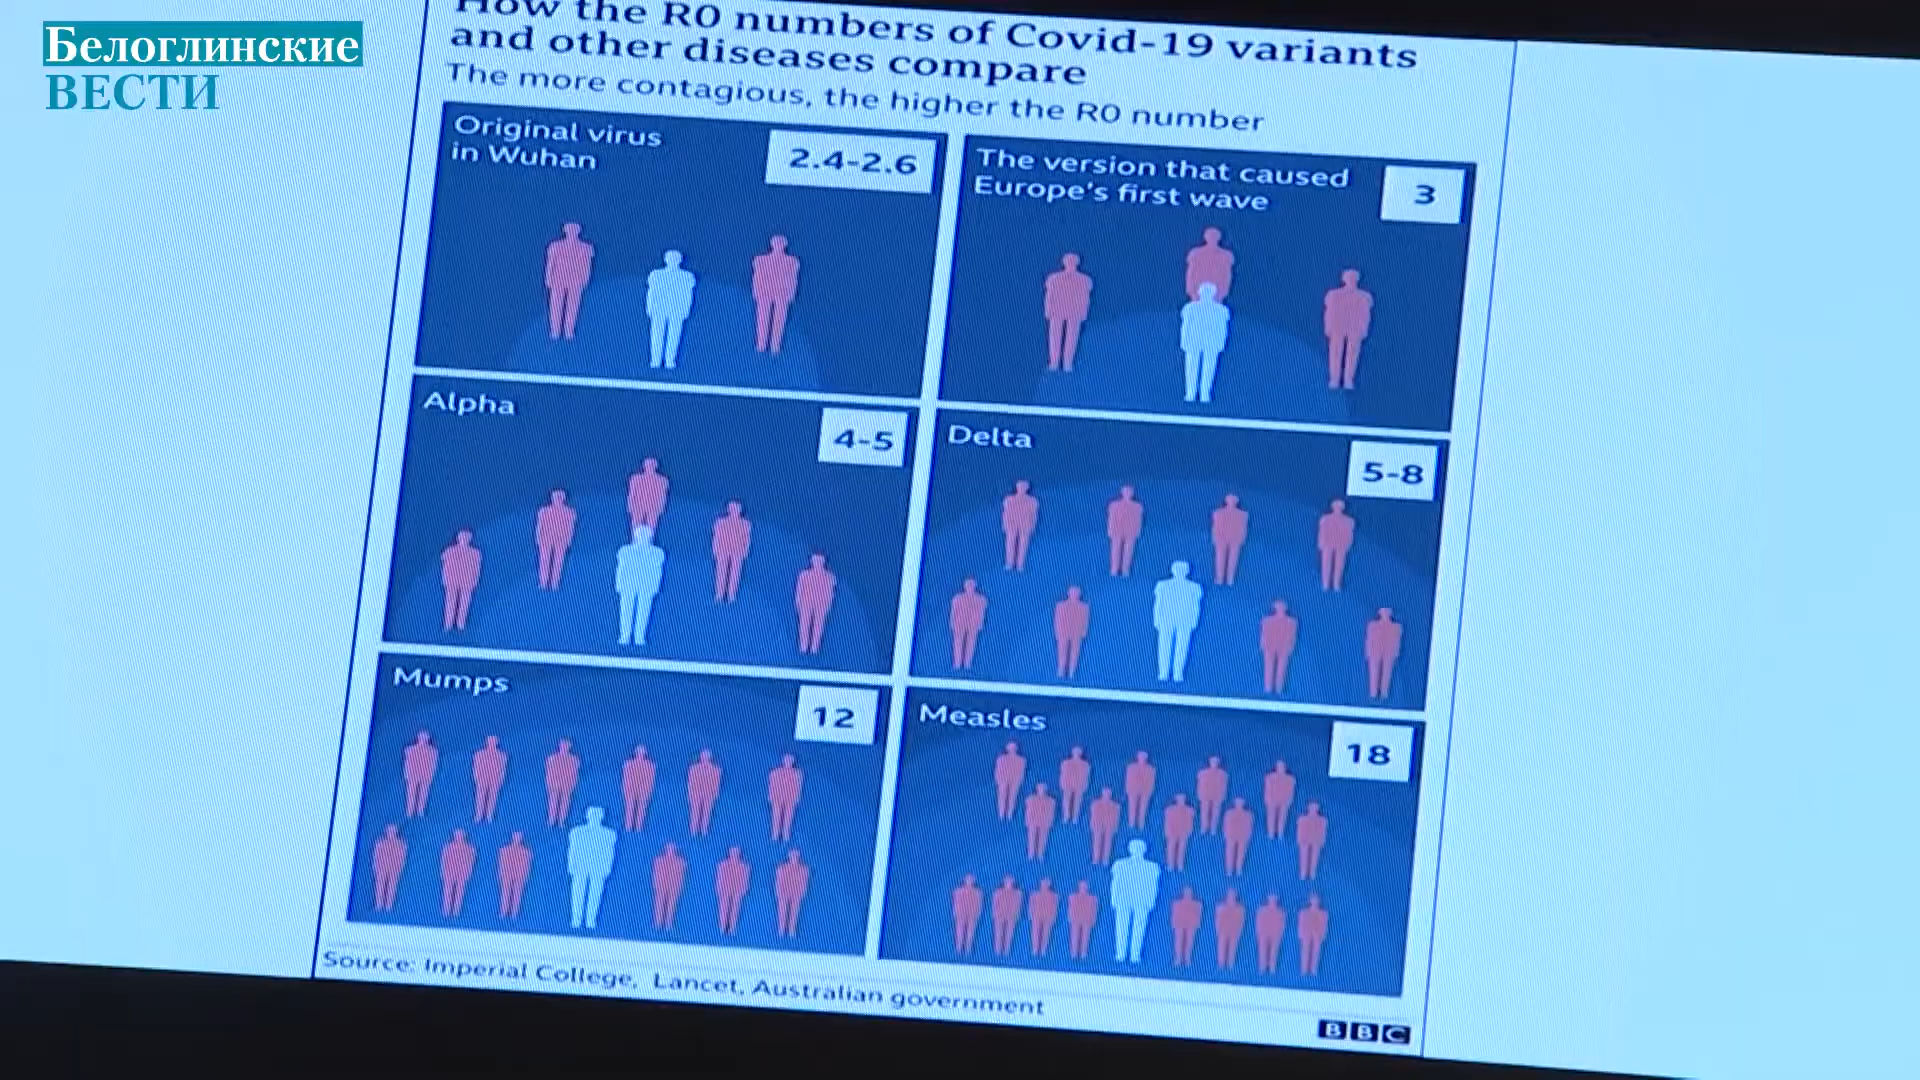 Белоглинские
ВЕСТИ
How the R0 numbers of Covid-19 variants
and other diseases compare
The more contagious, the higher the R0 number
Original virus
in Wuhan
2.4-2.6
The version that caused
Europe's first wave
3
Alpha
4-5
Delta
5-8
Mumps
12
Measles
18
Source: Imperial College, Lancet, Australian government
BBC